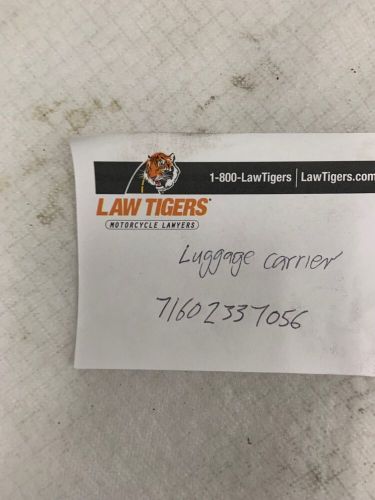 1-800-LawTigers | LawTigers.com
LAW TIGERS
MOTORCYCLE LAWYERS
Luggage carrier
71602337056